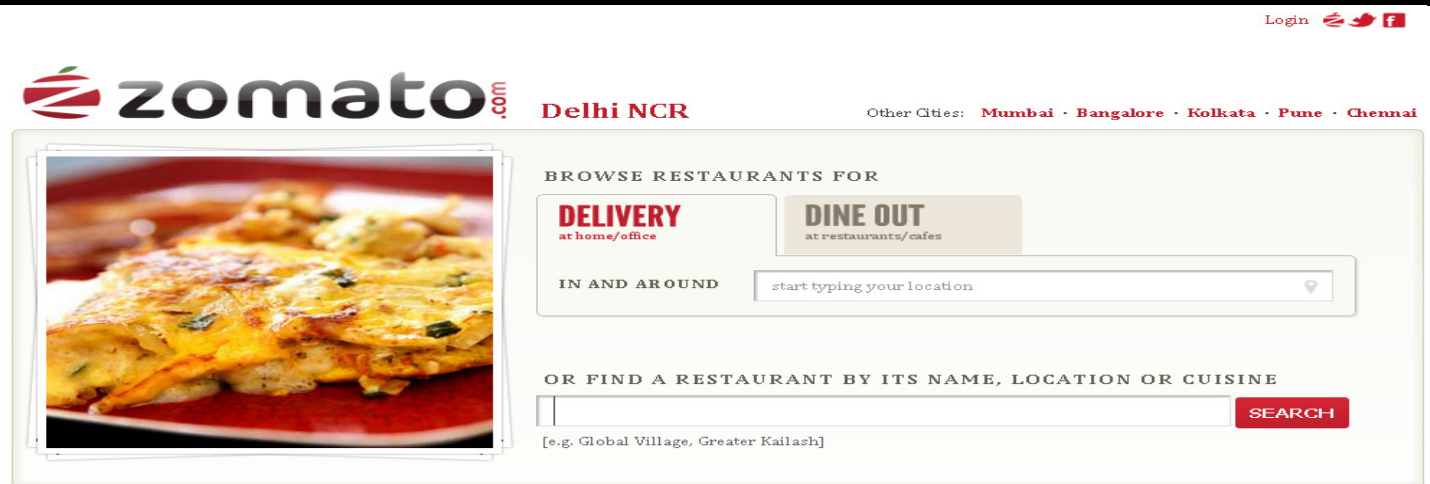 Login
zomato.com
Delhi NCR
Other Cities: Mumbai · Bangalore · Kolkata · Pune · Chennai
BROWSE RESTAURANTS FOR
DELIVERY
at home/office
DINE OUT
at restaurants/cafes
IN AND AROUND
start typing your location
OR FIND A RESTAURANT BY ITS NAME, LOCATION OR CUISINE
SEARCH
[e.g. Global Village, Greater Kailash]